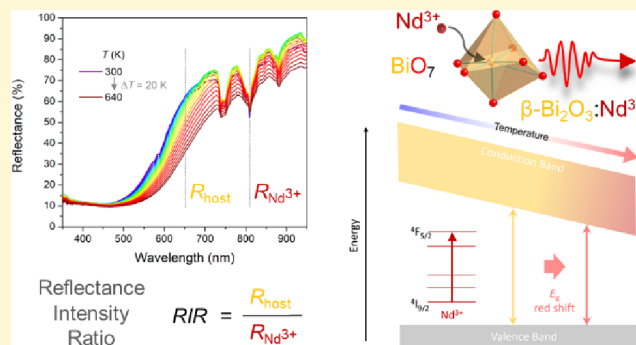 100
90
80
70
60
50
40
30
20
10
0
Reflectance (%)
T (K)
300
ΔT = 20 K
640
R_host
R_Nd³⁺
400
500
600
700
800
900
Wavelength (nm)
Reflectance
Intensity
Ratio
RIR = R_host / R_Nd³⁺
Nd³⁺
BiO₇
β-Bi₂O₃:Nd³
Temperature
Conduction Band
Energy
⁴F₅/₂
⁴I₉/₂
Nd³⁺
E_g
red shift
Valence Band